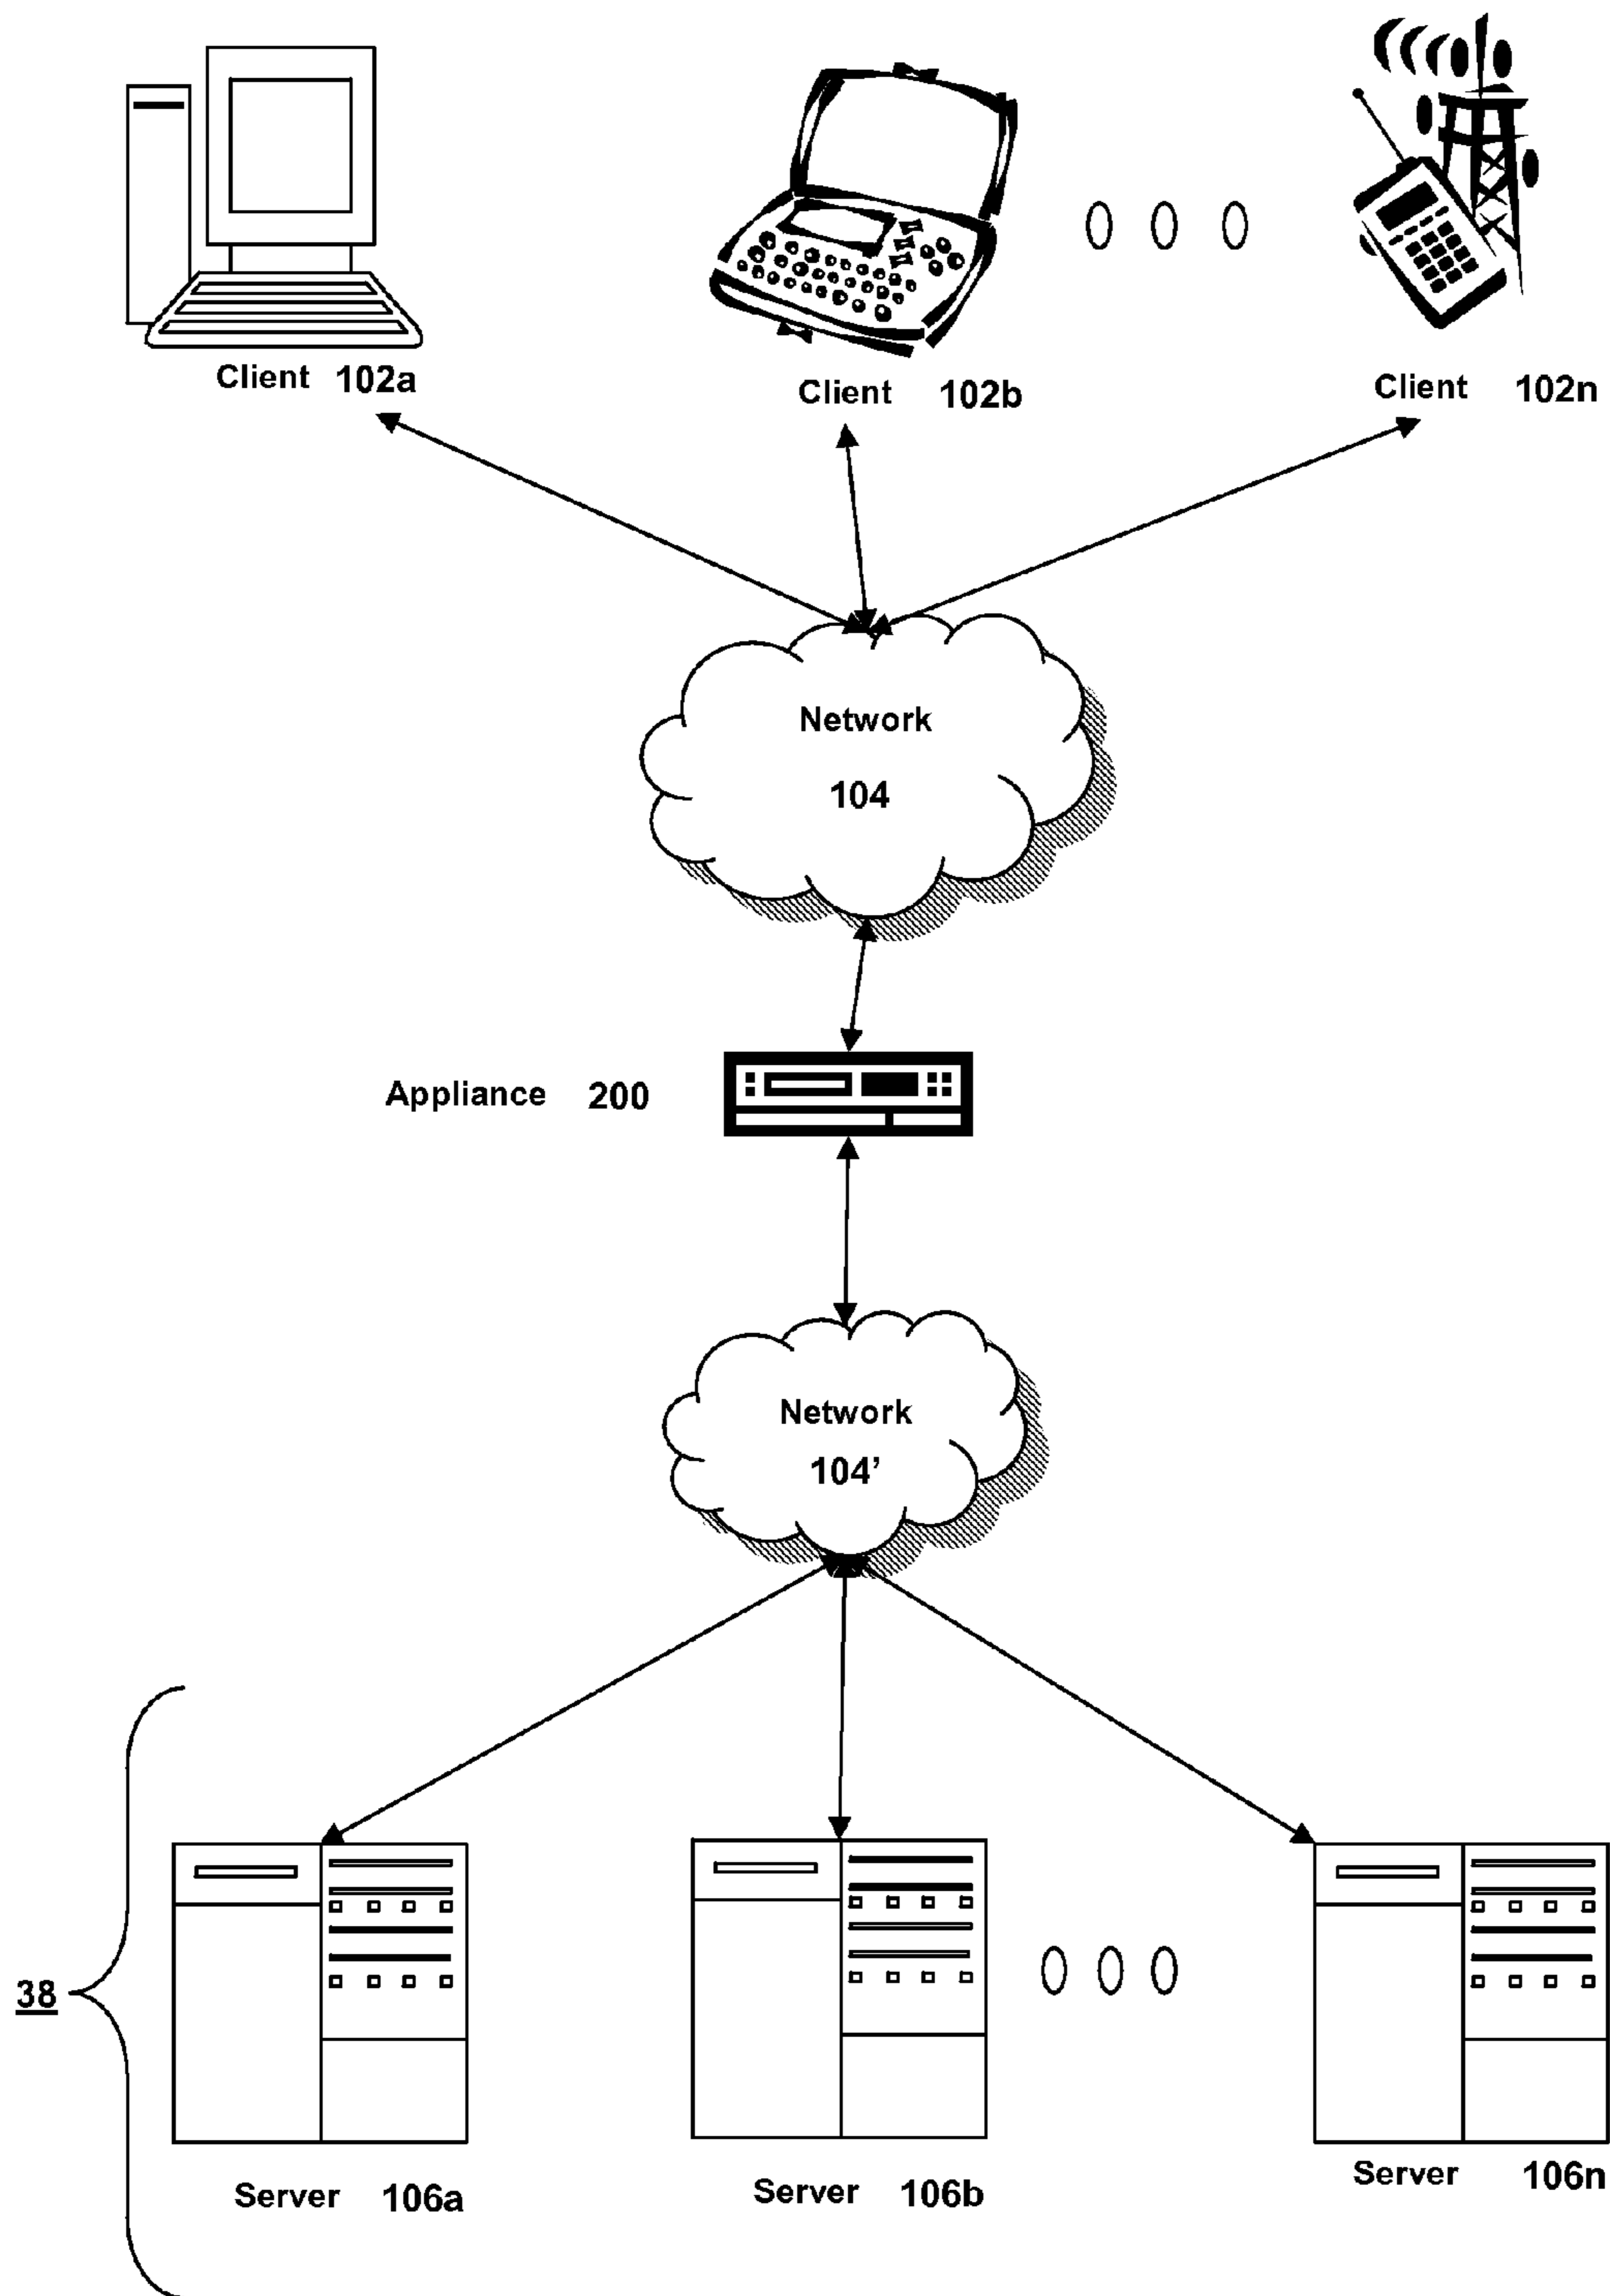 Client 102a
Client 102b
Client 102n
Network
104
Appliance 200
Network
104’
38
Server 106a
Server 106b
Server 106n